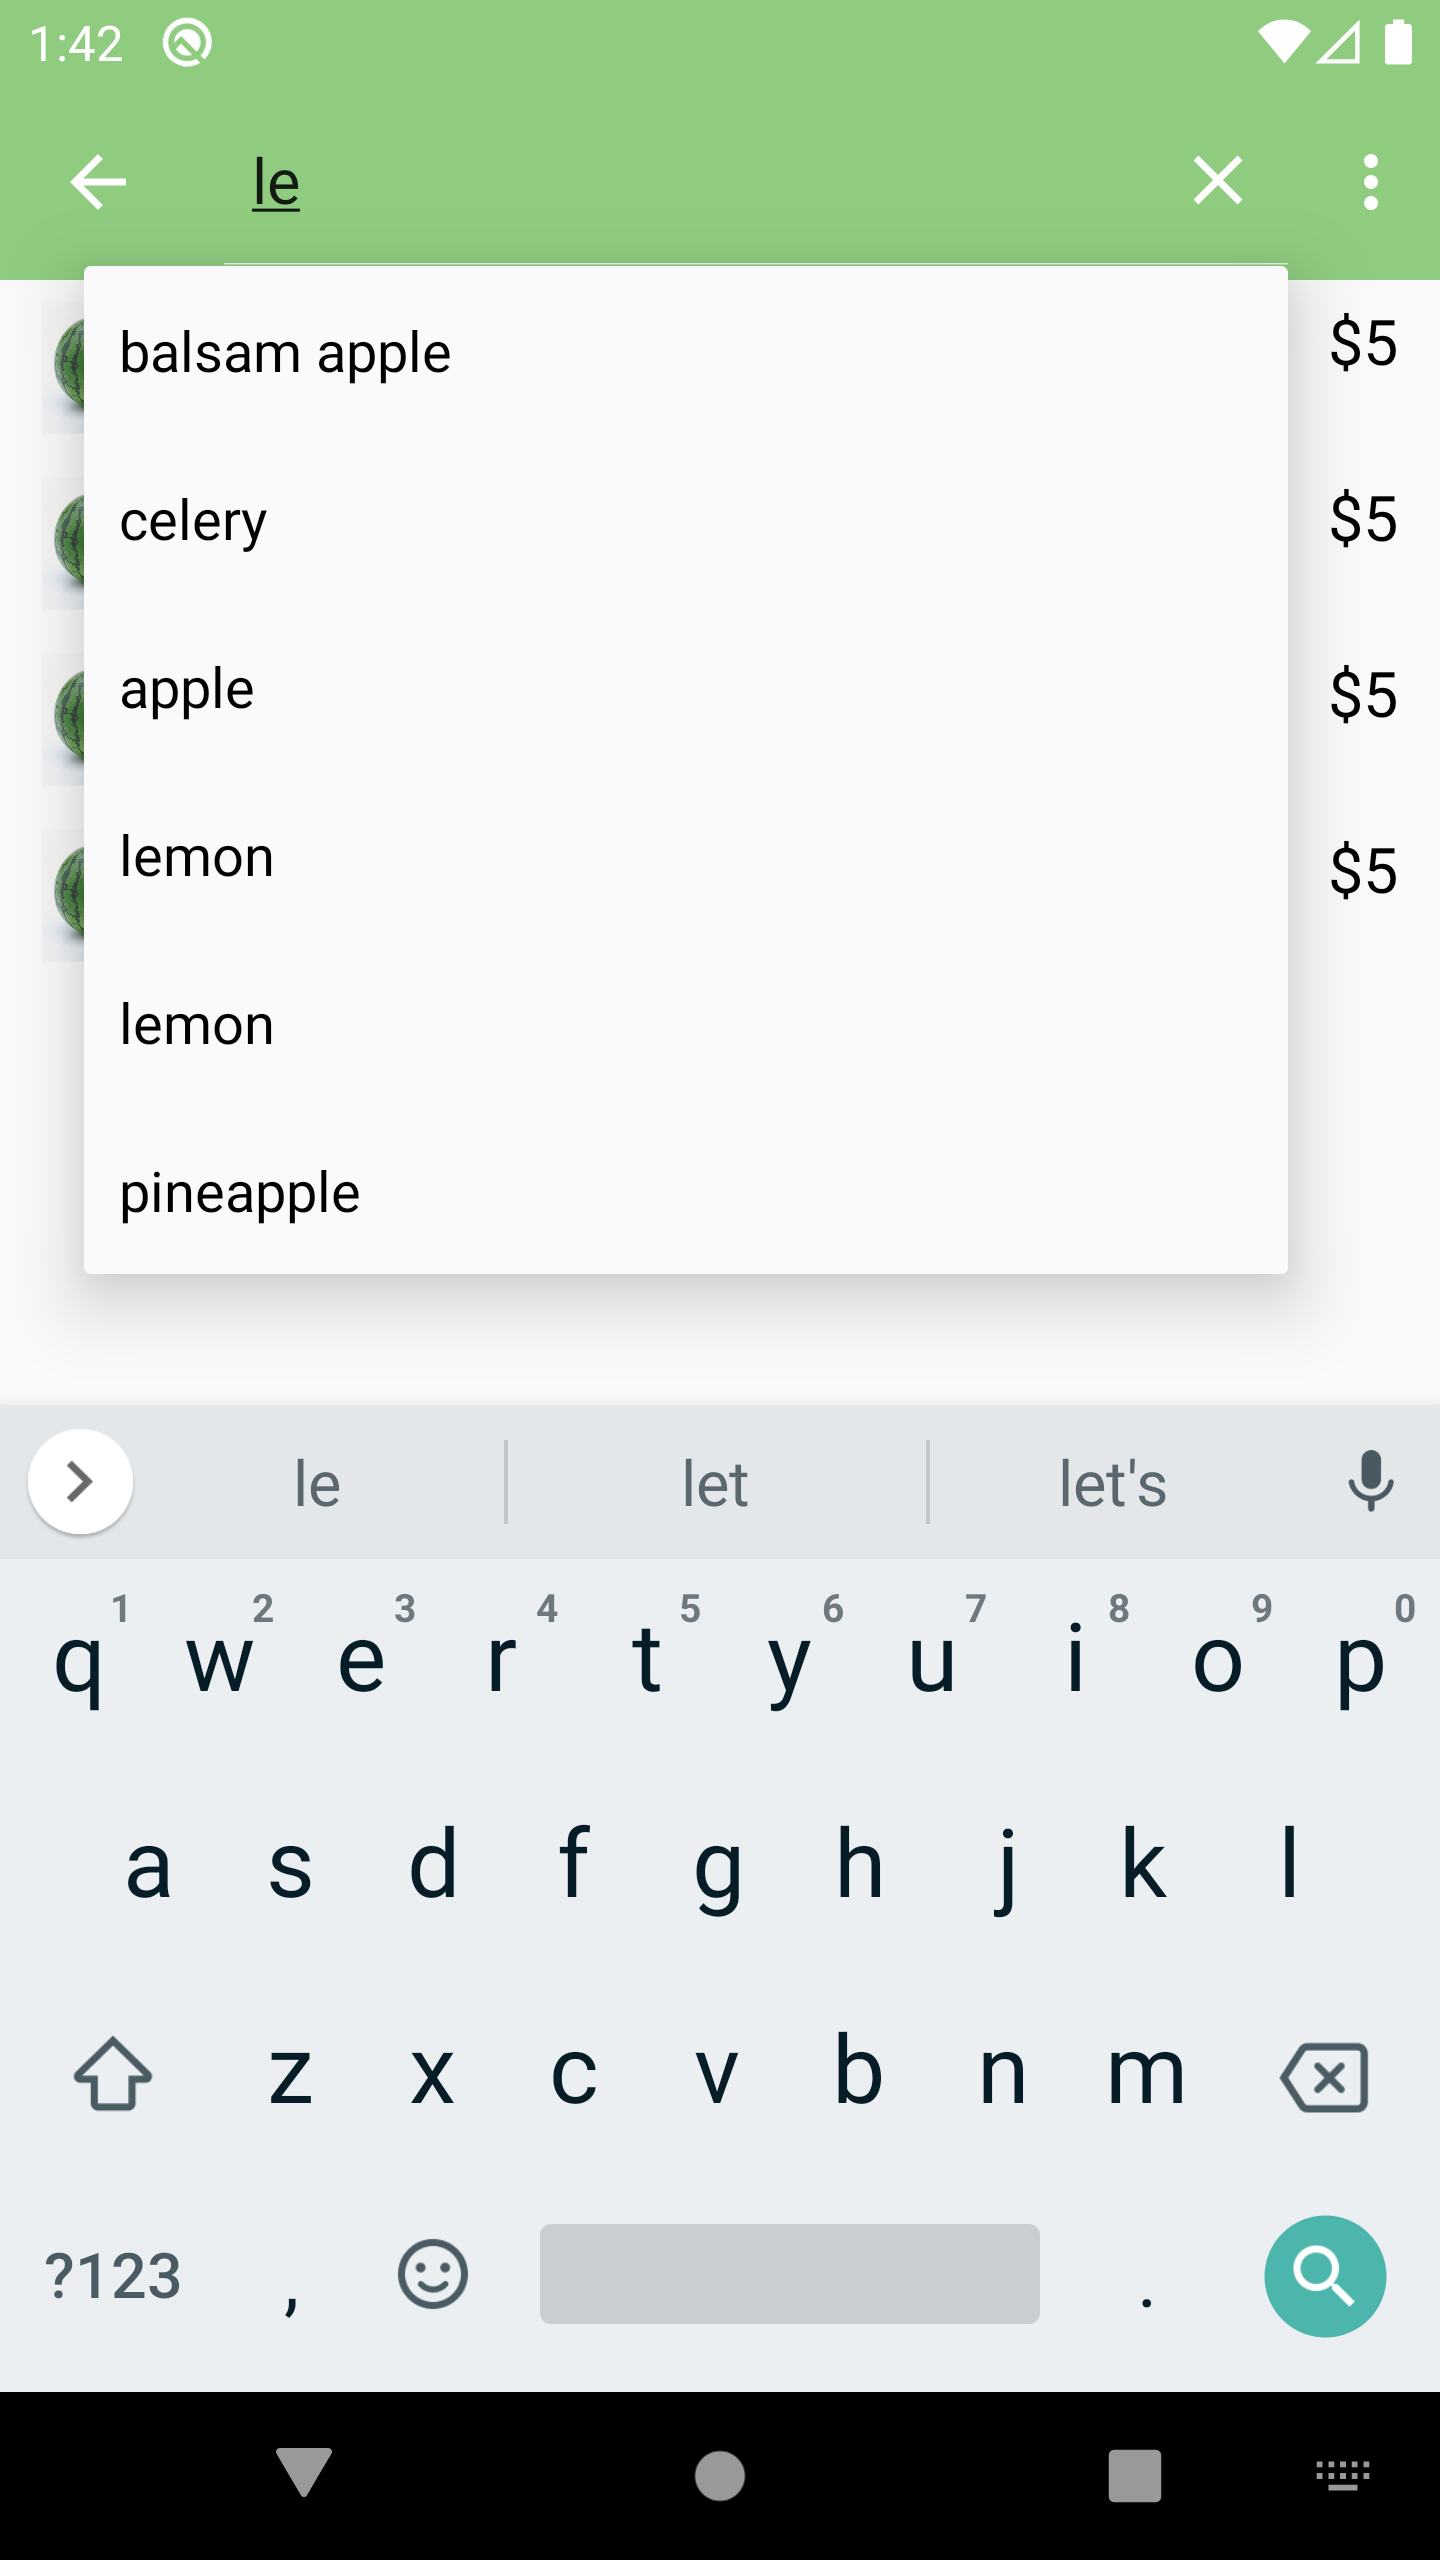 1:42
le
balsam apple
$5
celery
$5
apple
$5
lemon
$5
lemon
pineapple
le let let's
1 2 3 4 5 6 7 8 9 0
q w e r t y u i o p
a s d f g h j k l
z x c v b n m
?123 , .